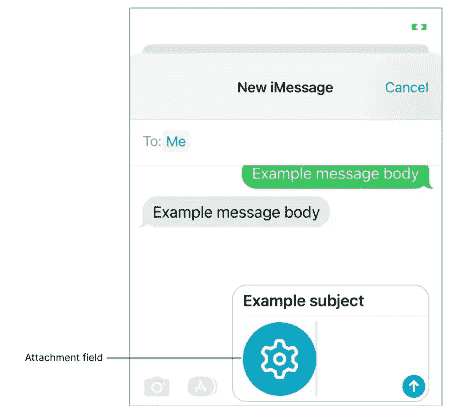 New iMessage
Cancel
To: Me
Example message body
Example message body
Example subject
Attachment field